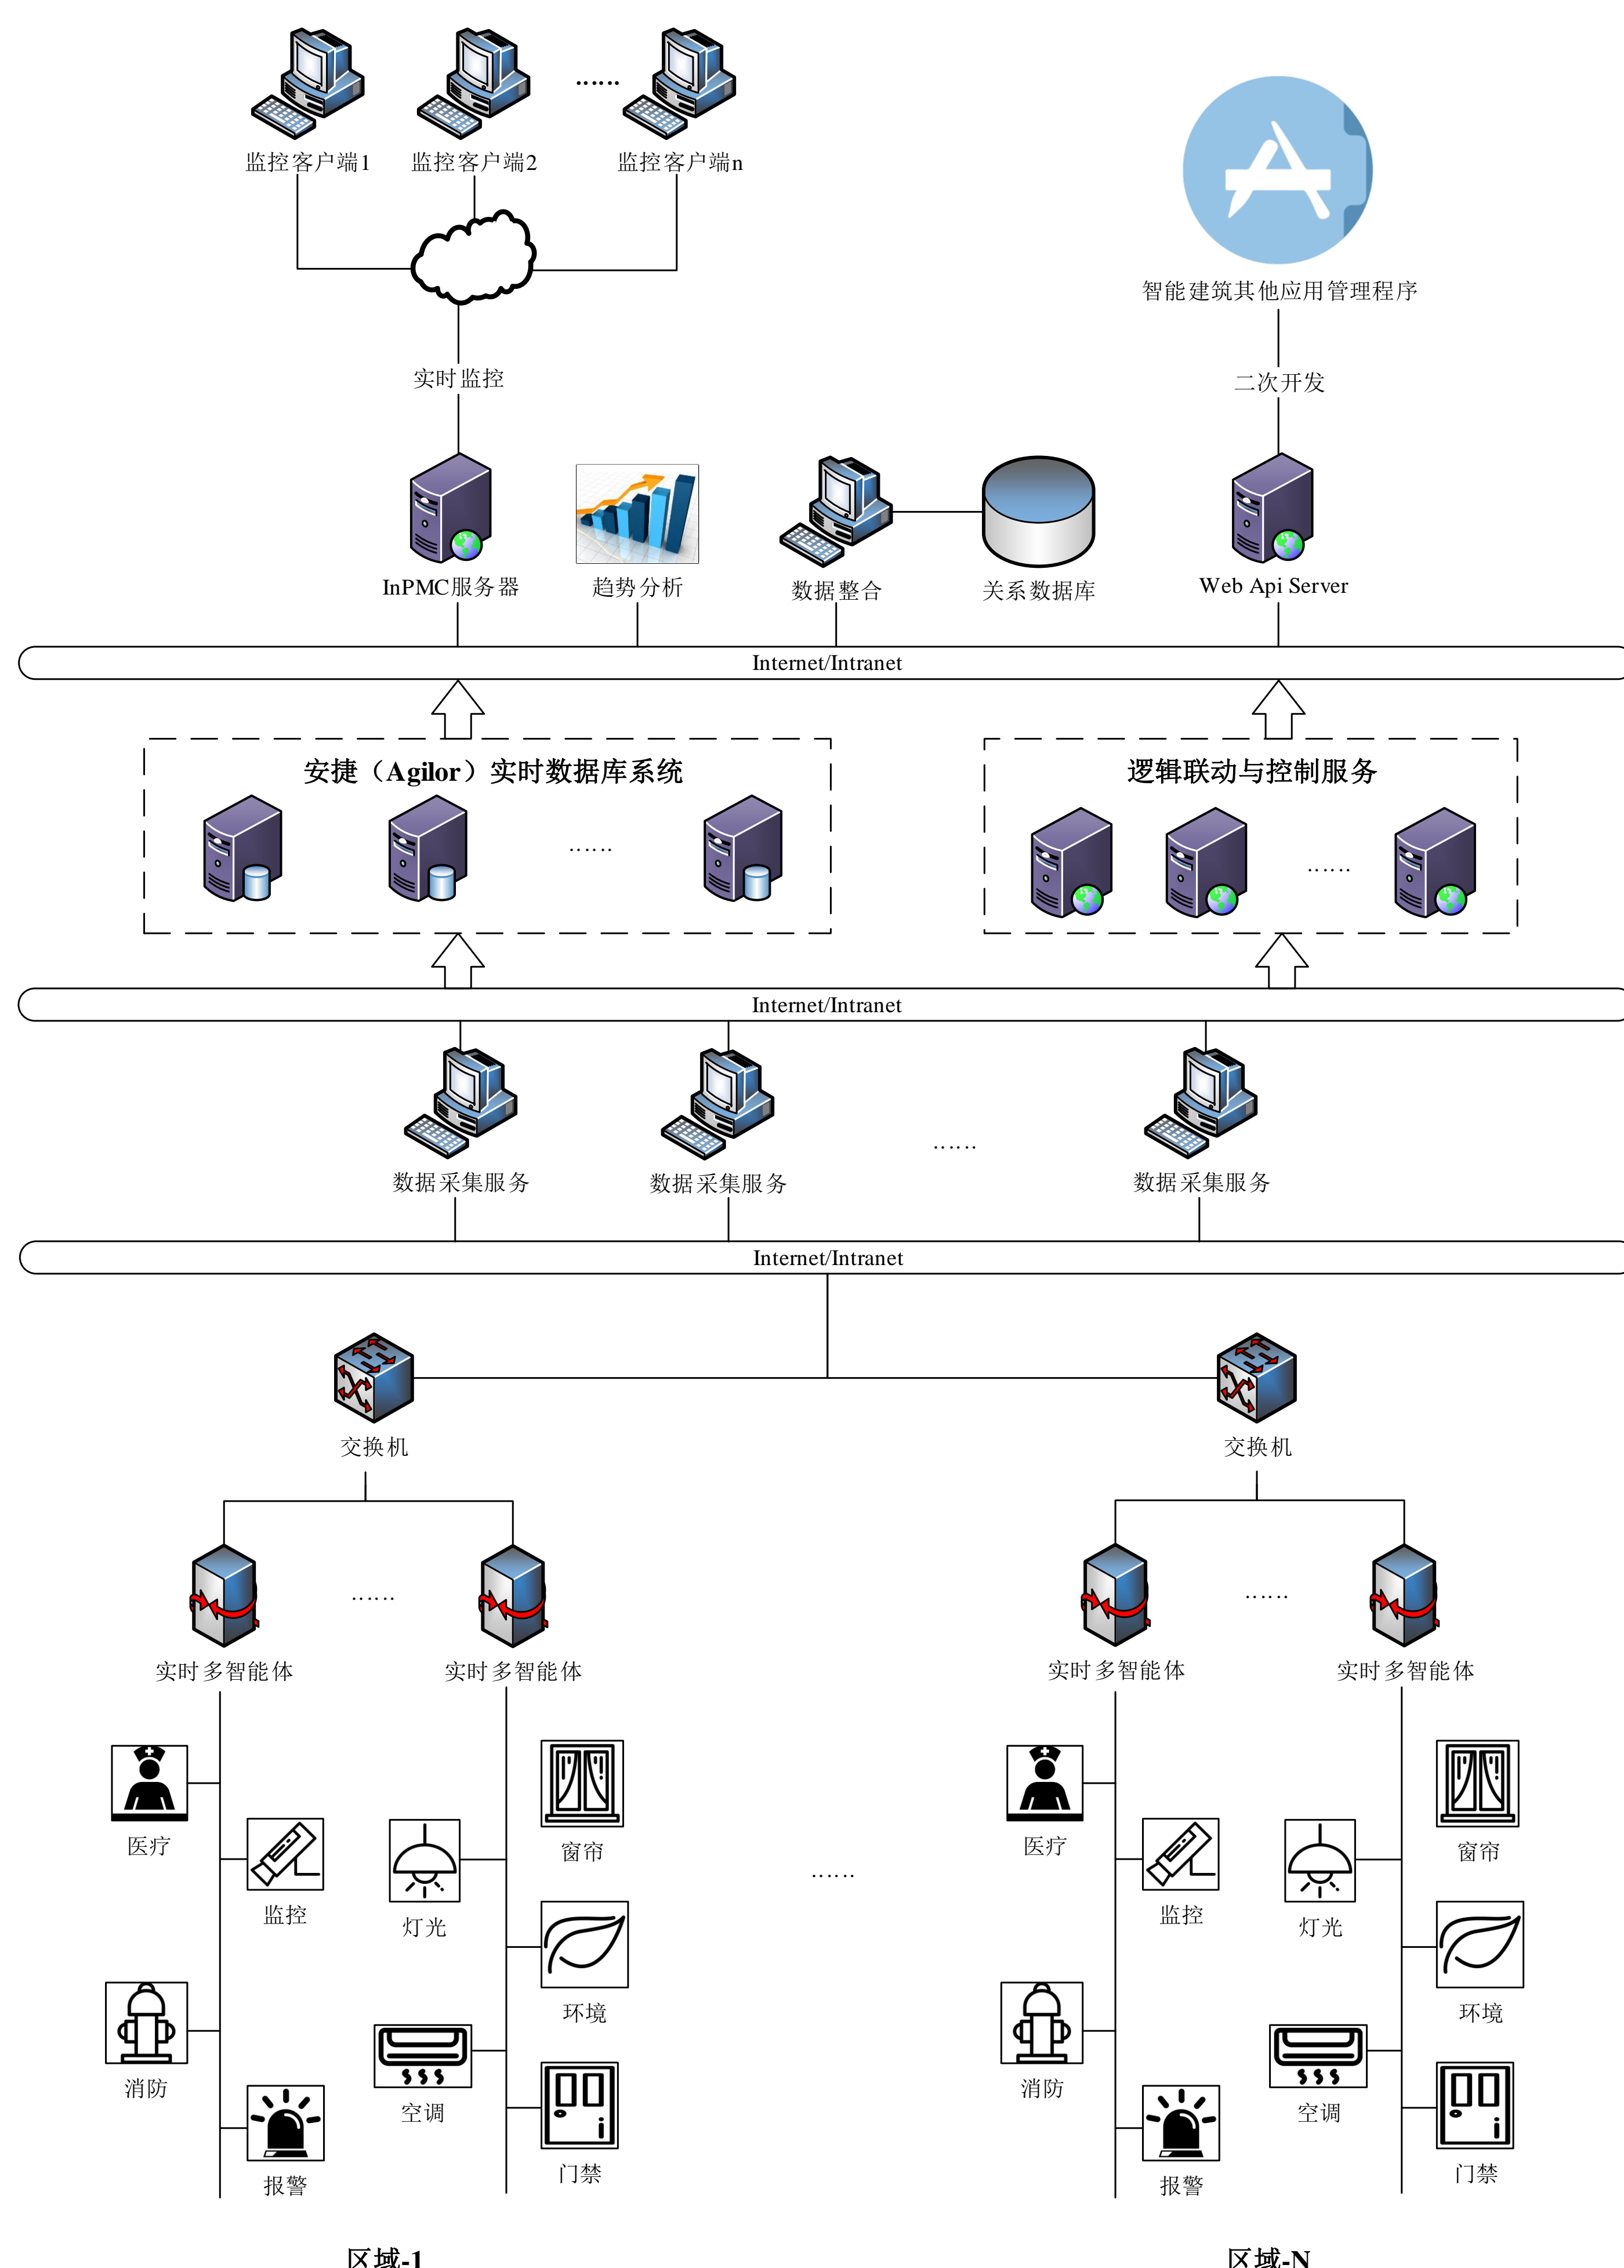 监控客户端1
监控客户端2
......
监控客户端n
智能建筑其他应用管理程序
实时监控
二次开发
InPMC服务器
趋势分析
数据整合
关系数据库
Web Api Server
Internet/Intranet
安捷（Agilor）实时数据库系统
......
逻辑联动与控制服务
......
Internet/Intranet
数据采集服务
数据采集服务
......
数据采集服务
Internet/Intranet
交换机
交换机
......
......
实时多智能体
实时多智能体
实时多智能体
实时多智能体
医疗
监控
消防
报警
灯光
窗帘
环境
空调
门禁
......
医疗
监控
消防
报警
灯光
窗帘
环境
空调
门禁
区域-1
区域-N